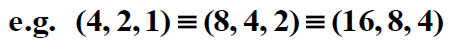 e.g. (4, 2, 1) ≡ (8, 4, 2) ≡ (16, 8, 4)